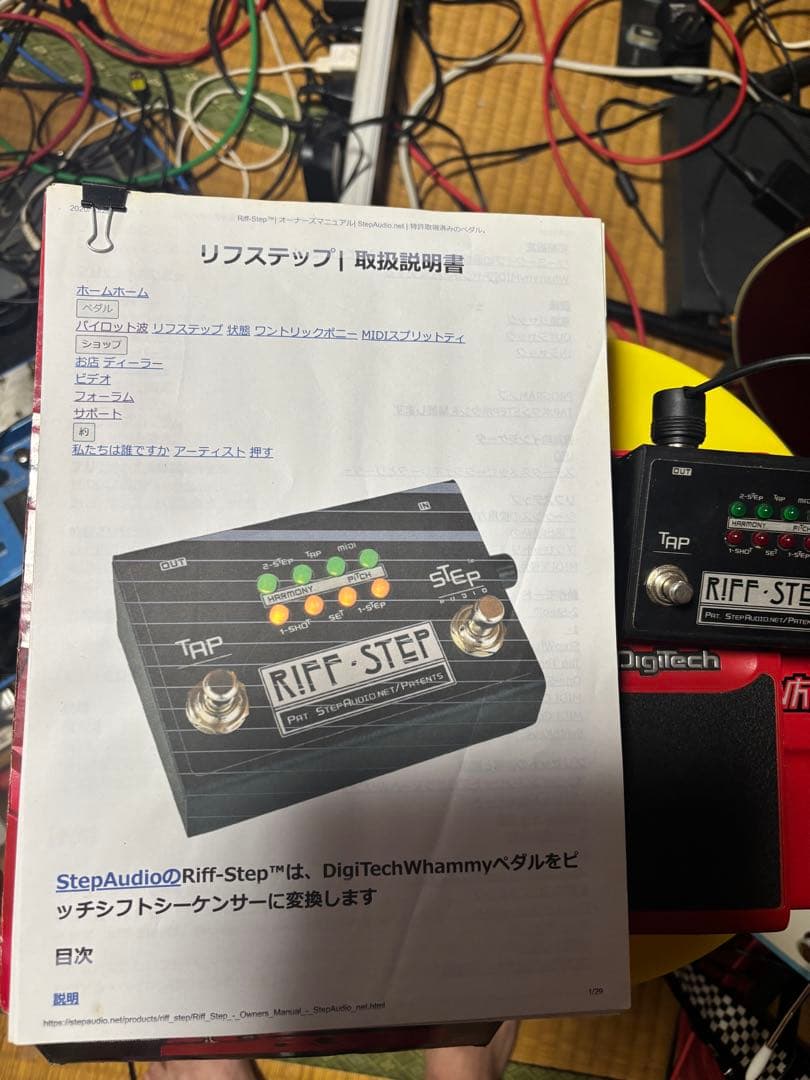 Riff-Step™| オーナーズマニュアル| StepAudio.net | 特許取得済みのペダル。
リフステップ| 取扱説明書
ホームホーム
ペダル
パイロット波 リフステップ 状態 ワントリックポニー MIDIスプリットティ
ショップ
お店 ディーラー
ビデオ
フォーラム
サポート
約
私たちは誰ですか アーティスト 押す
IN
OUT
2-STEP TAP MIDI
HARMONY PITCH
1-SHOT SET 1-STEP
STEP
AUDIO
TAP
RIFF-STEP
PAT. STEPAUDIO.NET/PATENTS
StepAudioのRiff-Step™は、DigiTechWhammyペダルをピ
ッチシフトシーケンサーに変換します
目次
説明
1/29
https://stepaudio.net/products/riff_step/Riff_Step_-_Owners_Manual_-_StepAudio_net.html
OUT
2-STEP TAP
HARMONY PITCH
1-SHOT SET
TAP
RIFF-STE
DigiTech